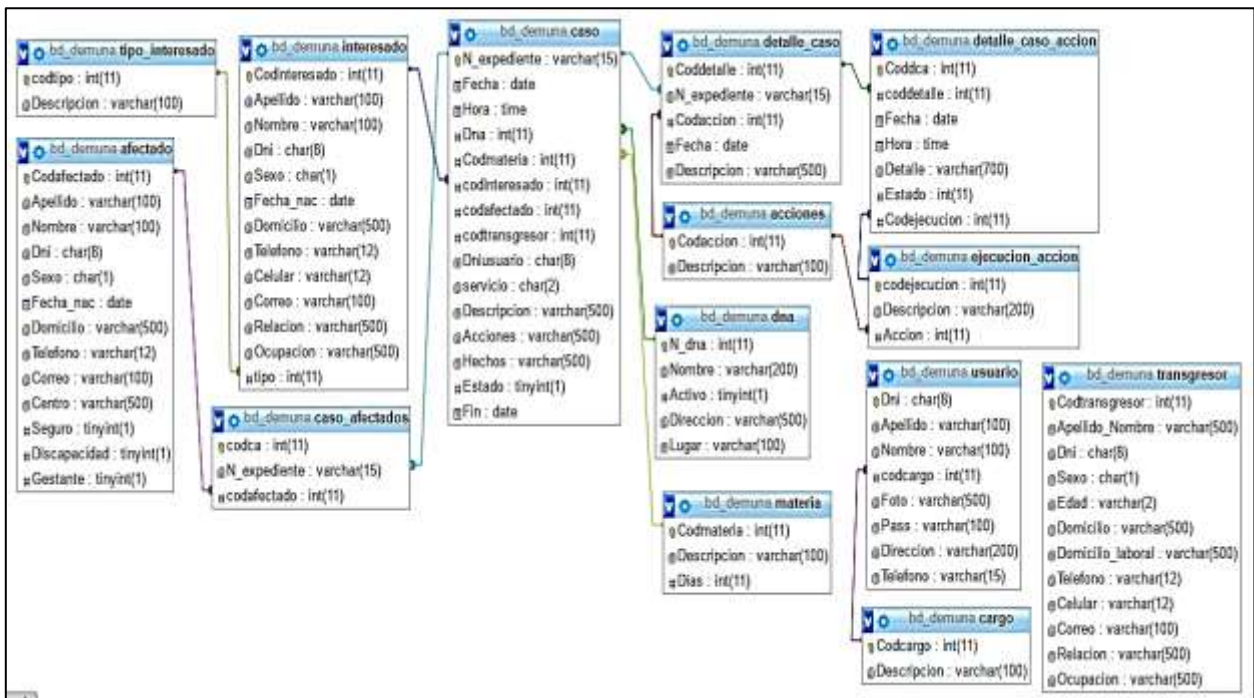 bd_demuna tipo_interesado
codtipo : int(11)
Descripcion : varchar(100)
bd_demuna afectado
Codafectado : int(11)
Apellido : varchar(100)
Nombre : varchar(100)
Dni : char(8)
Sexo : char(1)
Fecha_nac : date
Domicilio : varchar(500)
Telefono : varchar(12)
Correo : varchar(100)
Centro : varchar(500)
Seguro : tinyint(1)
Discapacidad : tinyint(1)
Gestante : tinyint(1)
bd_demuna interesado
Codinteresado : int(11)
Apellido : varchar(100)
Nombre : varchar(100)
Dni : char(8)
Sexo : char(1)
Fecha_nac : date
Domicilio : varchar(500)
Telefono : varchar(12)
Celular : varchar(12)
Correo : varchar(100)
Relacion : varchar(500)
Ocupacion : varchar(500)
tipo : int(11)
bd_demuna caso_afectados
codca : int(11)
N_expediente : varchar(15)
codafectado : int(11)
bd_demuna caso
N_expediente : varchar(15)
Fecha : date
Hora : time
Dna : int(11)
Codmateria : int(11)
codinteresado : int(11)
codafectado : int(11)
codtransgresor : int(11)
Dniusuario : char(8)
servicio : char(2)
Descripcion : varchar(500)
Acciones : varchar(500)
Hechos : varchar(500)
Estado : tinyint(1)
Fin : date
bd_demuna detalle_caso
Coddetalle : int(11)
N_expediente : varchar(15)
Codaccion : int(11)
Fecha : date
Descripcion : varchar(500)
bd_demuna acciones
Codaccion : int(11)
Descripcion : varchar(100)
bd_demuna dna
N_dna : int(11)
Nombre : varchar(200)
Activo : tinyint(1)
Direccion : varchar(500)
Lugar : varchar(100)
bd_demuna materia
Codmateria : int(11)
Descripcion : varchar(100)
Dias : int(11)
bd_demuna detalle_caso_accion
Coddca : int(11)
coddetalle : int(11)
Fecha : date
Hora : time
Detalle : varchar(700)
Estado : int(11)
Codejecucion : int(11)
bd_demuna ejecucion_accion
codejecucion : int(11)
Descripcion : varchar(200)
Accion : int(11)
bd_demuna usuario
Dni : char(8)
Apellido : varchar(100)
Nombre : varchar(100)
codcargo : int(11)
Foto : varchar(500)
Pass : varchar(100)
Direccion : varchar(200)
Telefono : varchar(15)
bd_demuna cargo
Codcargo : int(11)
Descripcion : varchar(100)
bd_demuna transgresor
Codtransgresor : int(11)
Apellido_Nombre : varchar(500)
Dni : char(8)
Sexo : char(1)
Edad : varchar(2)
Domicilio : varchar(500)
Domicilio_laboral : varchar(500)
Telefono : varchar(12)
Celular : varchar(12)
Correo : varchar(100)
Relacion : varchar(500)
Ocupacion : varchar(500)